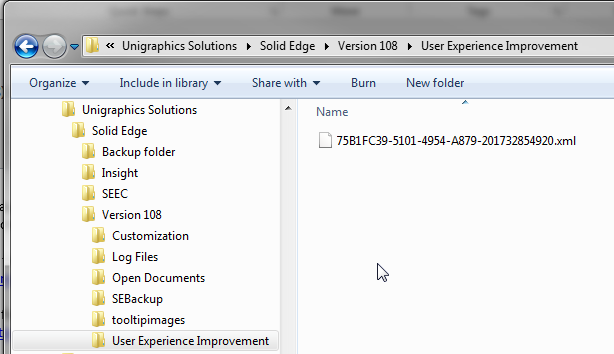 « Unigraphics Solutions Solid Edge Version 108 User Experience Improvement
Organize Include in library Share with Burn New folder
Unigraphics Solutions
Solid Edge
Backup folder
Insight
SEEC
Version 108
Customization
Log Files
Open Documents
SEBackup
tooltipimages
User Experience Improvement
Name
75B1FC39-5101-4954-A879-201732854920.xml